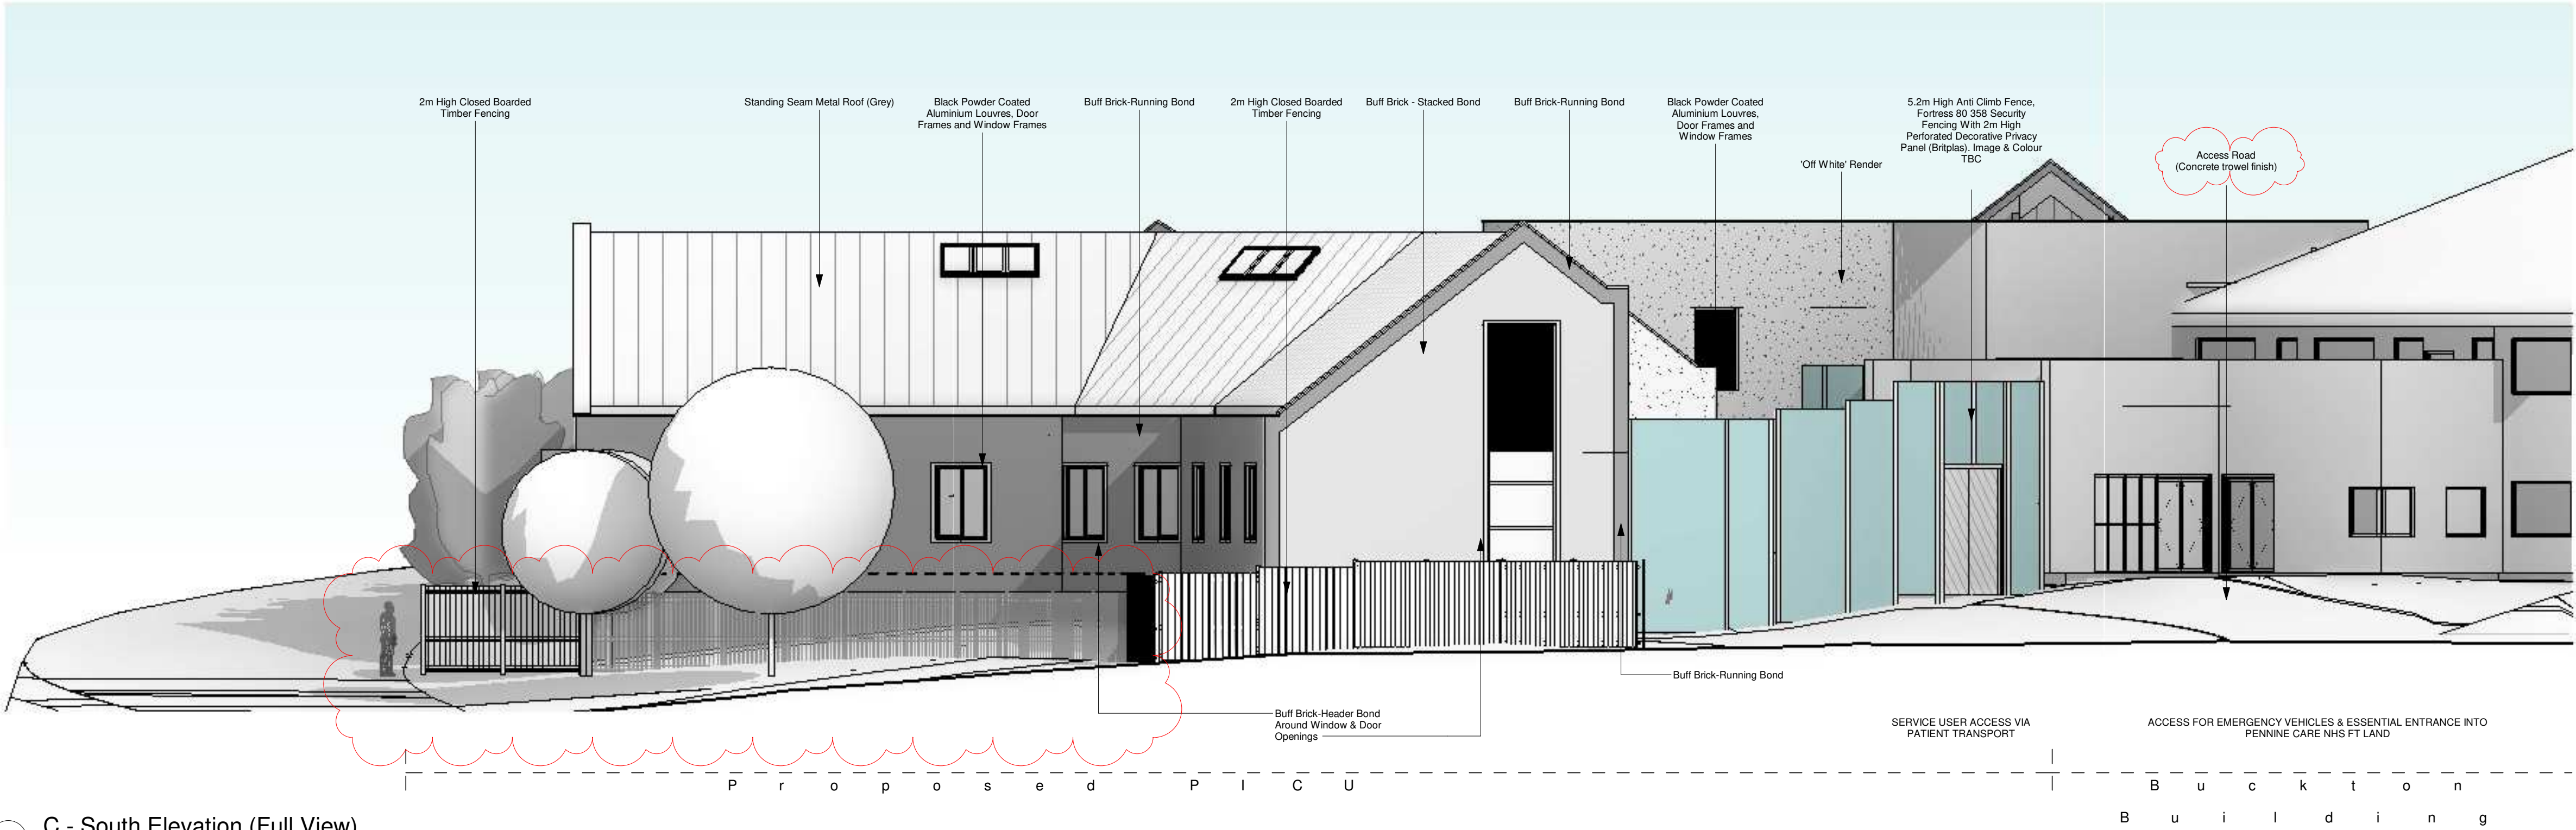 2m High Closed Boarded
Timber Fencing
Standing Seam Metal Roof (Grey)
Black Powder Coated
Aluminium Louvres, Door
Frames and Window Frames
Buff Brick-Running Bond
2m High Closed Boarded
Timber Fencing
Buff Brick - Stacked Bond
Buff Brick-Running Bond
Black Powder Coated
Aluminium Louvres,
Door Frames and
Window Frames
'Off White' Render
5.2m High Anti Climb Fence,
Fortress 80 358 Security
Fencing With 2m High
Perforated Decorative Privacy
Panel (Britplas). Image & Colour
TBC
Access Road
(Concrete trowel finish)
Buff Brick-Running Bond
Buff Brick-Header Bond
Around Window & Door
Openings
SERVICE USER ACCESS VIA
PATIENT TRANSPORT
ACCESS FOR EMERGENCY VEHICLES & ESSENTIAL ENTRANCE INTO
PENNINE CARE NHS FT LAND
Proposed PICU
Buckton
Building
C - South Elevation (Full View)